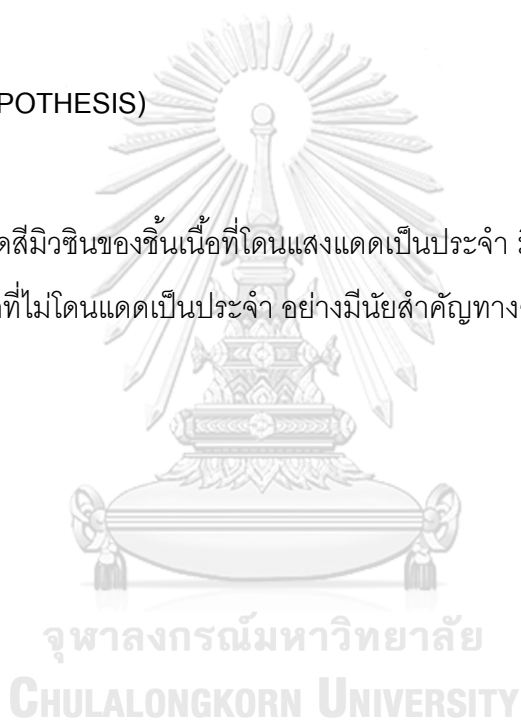 POTHESIS)
ดสีมิวซินของชิ้นเนื้อที่โดนแสงแดดเป็นประจำ
ที่ไม่โดนแดดเป็นประจำ อย่างมีนัยสำคัญทาง
จุฬาลงกรณ์มหาวิทยาลัย
CHULALONGKORN UNIVERSITY